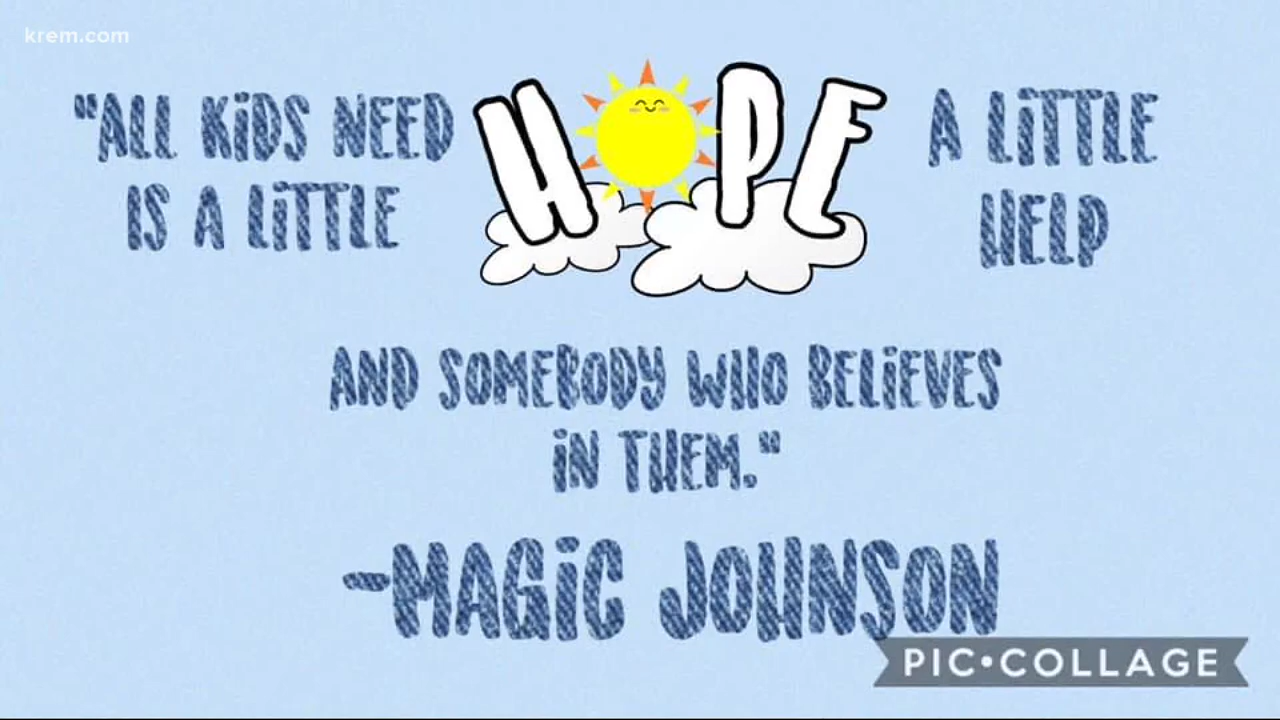 krem.com
"ALL KiDS NEED HOPE A LiTTLE
IS A LiTTLE HELP
AND SOMEBODY WHO BELiEVES
iN THEM."
-MAGiC JOHNSON
PIC•COLLAGE